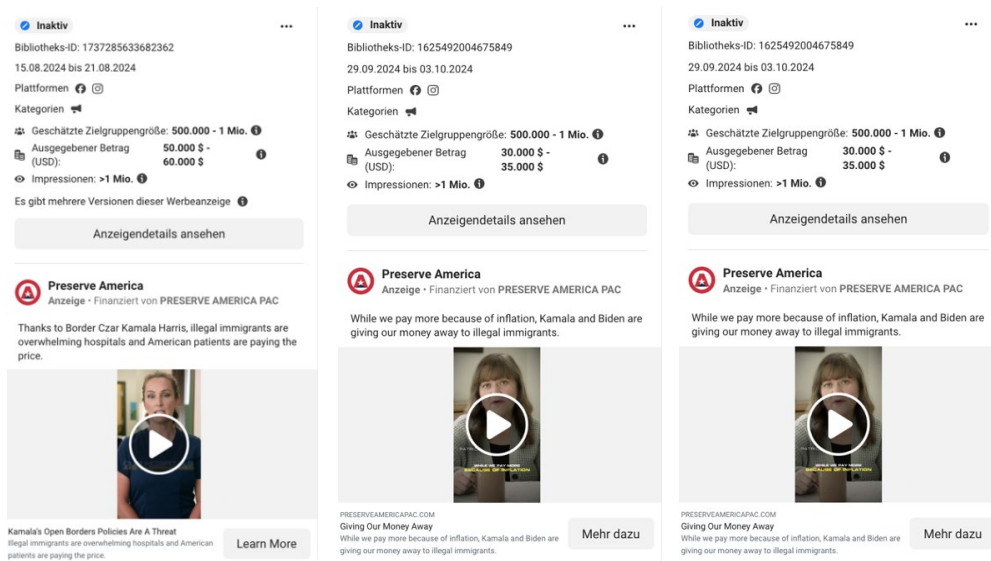 Inaktiv
Bibliotheks-ID: 1737285633682362
15.08.2024 bis 21.08.2024
Plattformen
Kategorien
Geschätzte Zielgruppengröße: 500.000 - 1 Mio.
Ausgegebener Betrag (USD):
50.000 $ - 60.000 $
Impressionen: >1 Mio.
Es gibt mehrere Versionen dieser Werbeanzeige
Anzeigendetails ansehen
Preserve America
Anzeige • Finanziert von PRESERVE AMERICA PAC
Thanks to Border Czar Kamala Harris, illegal immigrants are
overwhelming hospitals and American patients are paying the
price.
Kamala's Open Borders Policies Are A Threat
Illegal immigrants are overwhelming hospitals and American
patients are paying the price.
Learn More
Inaktiv
Bibliotheks-ID: 1625492004675849
29.09.2024 bis 03.10.2024
Plattformen
Kategorien
Geschätzte Zielgruppengröße: 500.000 - 1 Mio.
Ausgegebener Betrag (USD):
30.000 $ - 35.000 $
Impressionen: >1 Mio.
Anzeigendetails ansehen
Preserve America
Anzeige • Finanziert von PRESERVE AMERICA PAC
While we pay more because of inflation, Kamala and Biden are
giving our money away to illegal immigrants.
WHILE WE PAY MORE
BECAUSE OF INFLATION
PRESERVEAMERICAPAC.COM
Giving Our Money Away
While we pay more because of inflation, Kamala and Biden are
giving our money away to illegal immigrants.
Mehr dazu
Inaktiv
Bibliotheks-ID: 1625492004675849
29.09.2024 bis 03.10.2024
Plattformen
Kategorien
Geschätzte Zielgruppengröße: 500.000 - 1 Mio.
Ausgegebener Betrag (USD):
30.000 $ - 35.000 $
Impressionen: >1 Mio.
Anzeigendetails ansehen
Preserve America
Anzeige • Finanziert von PRESERVE AMERICA PAC
While we pay more because of inflation, Kamala and Biden are
giving our money away to illegal immigrants.
WHILE WE PAY MORE
BECAUSE OF INFLATION
PRESERVEAMERICAPAC.COM
Giving Our Money Away
While we pay more because of inflation, Kamala and Biden are
giving our money away to illegal immigrants.
Mehr dazu